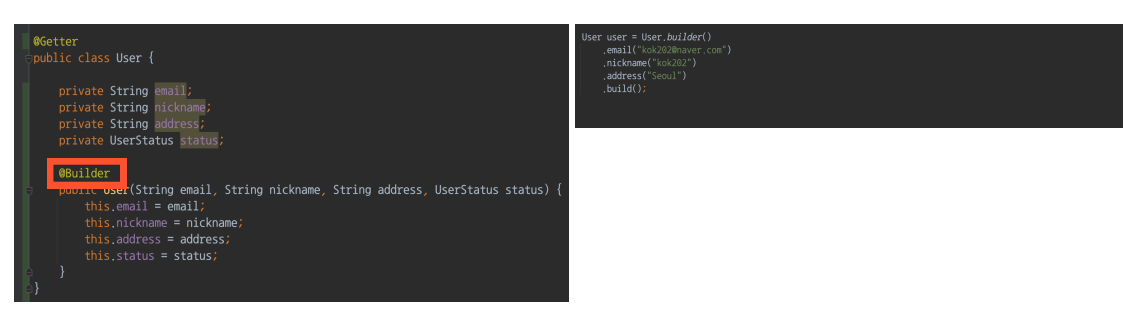 @Getter
public class User {
private String email;
private String nickname;
private String address;
private UserStatus status;
@Builder
public User(String email, String nickname, String address, UserStatus status) {
this.email = email;
this.nickname = nickname;
this.address = address;
this.status = status;
}
}
User user = User.builder()
.email("kok202@naver.com")
.nickname("kok202")
.address("Seoul")
.build();